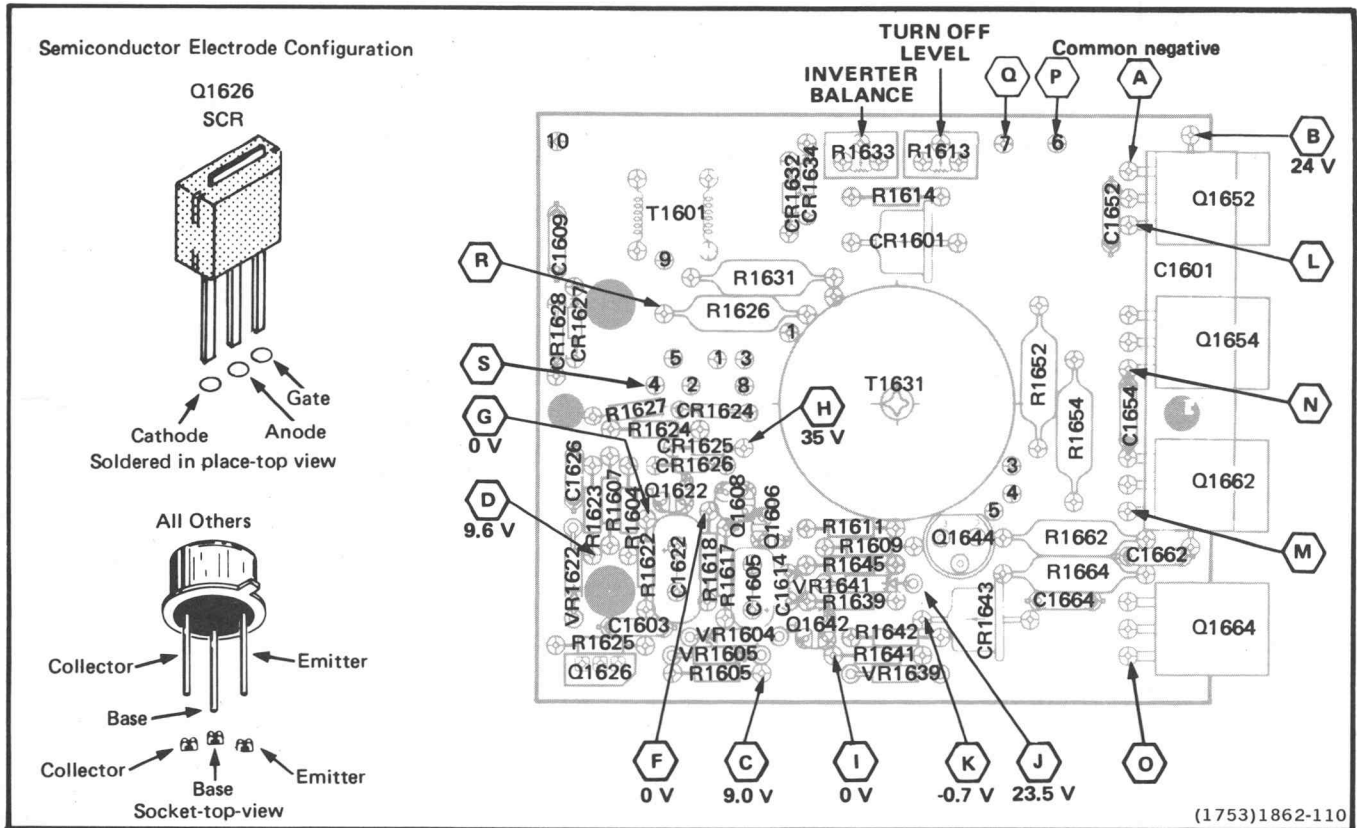 Semiconductor Electrode Configuration
Q1626
SCR
Gate
Anode
Cathode
Soldered in place-top view
All Others
Collector
Emitter
Base
Collector
Base
Emitter
Socket-top-view
TURN OFF
LEVEL
INVERTER
BALANCE
Common negative
Q
P
A
B
24 V
10
R1633
R1613
7
6
CR1632
CR1634
R1614
T1601
CR1601
C1652
Q1652
L
C1609
9
C1601
R
R1631
R1626
CR1628
CR1627
1
Q1654
S
5
1
3
4
2
8
T1631
R1652
R1654
C1654
N
G
0 V
R1627
CR1624
R1624
H
35 V
CR1625
CR1626
D
9.6 V
C1626
R1623
R1607
R1604
Q1622
Q1608
Q1606
3
4
5
Q1662
M
VR1622
R1622
C1622
R1618
R1617
C1605
C1614
R1611
R1609
R1645
VR1641
R1639
Q1644
R1662
C1662
R1664
C1664
CR1643
Q1664
C1603
R1625
Q1626
VR1604
VR1605
R1605
Q1642
R1642
R1641
VR1639
F
0 V
C
9.0 V
I
0 V
K
-0.7 V
J
23.5 V
O
(1753)1862-110